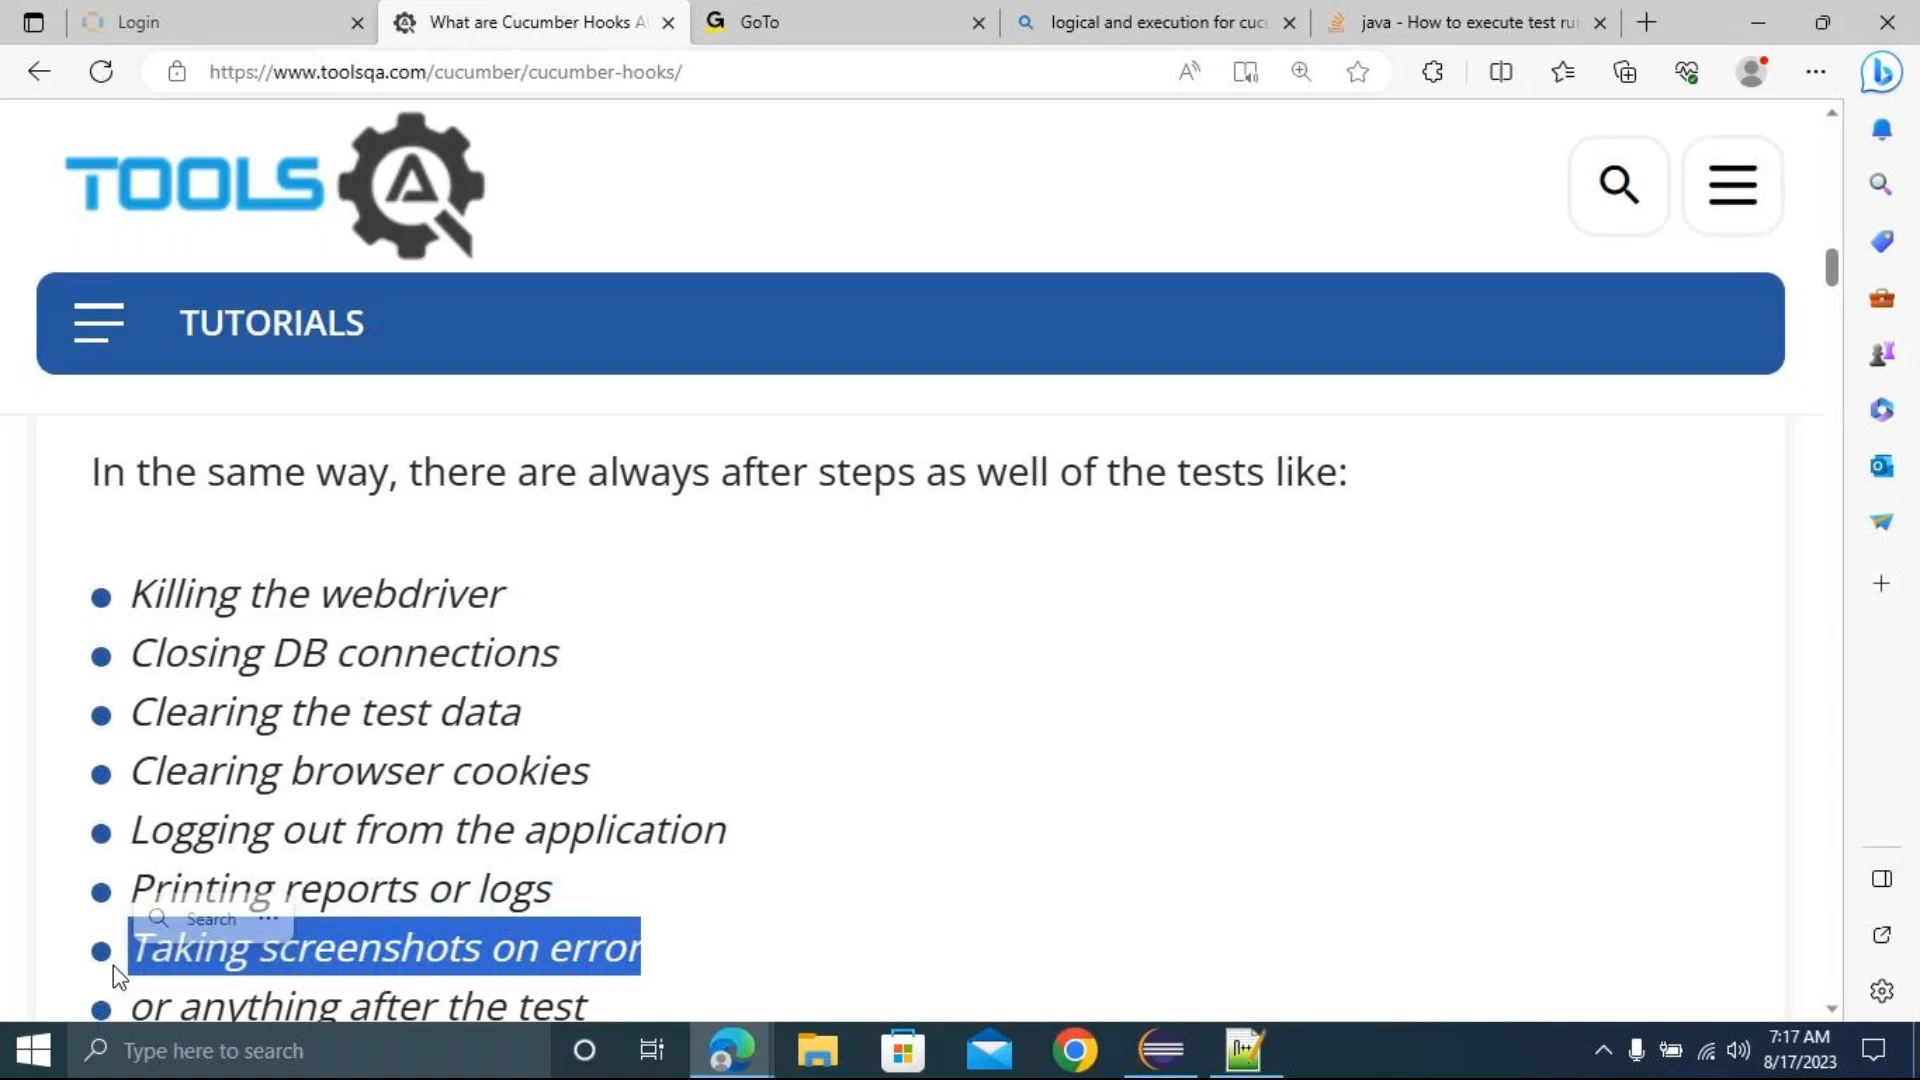 Login
What are Cucumber Hooks A
GoTo
logical and execution for cuc
java - How to execute test ru
https://www.toolsqa.com/cucumber/cucumber-hooks/
TOOLS
TUTORIALS
In the same way, there are always after steps as well of the tests like:
Killing the webdriver
Closing DB connections
Clearing the test data
Clearing browser cookies
Logging out from the application
Printing reports or logs
Search
Taking screenshots on error
or anything after the test
Type here to search
7:17 AM
8/17/2023